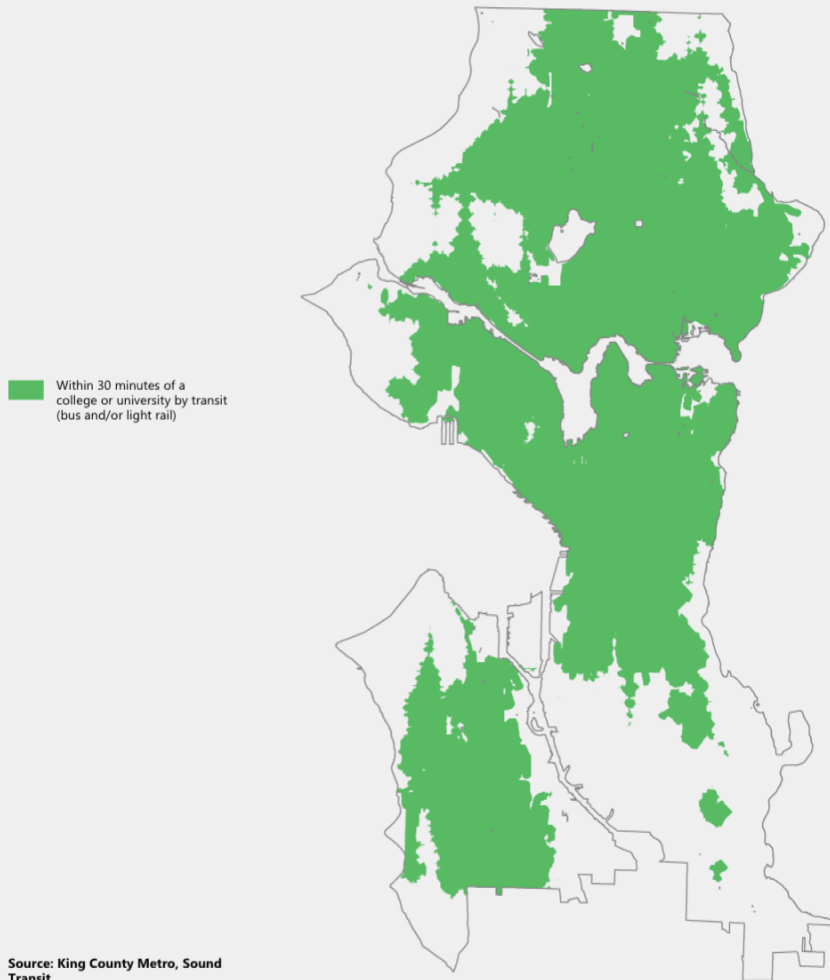 Within 30 minutes of a
college or university by transit
(bus and/or light rail)
Source: King County Metro, Sound
Transit